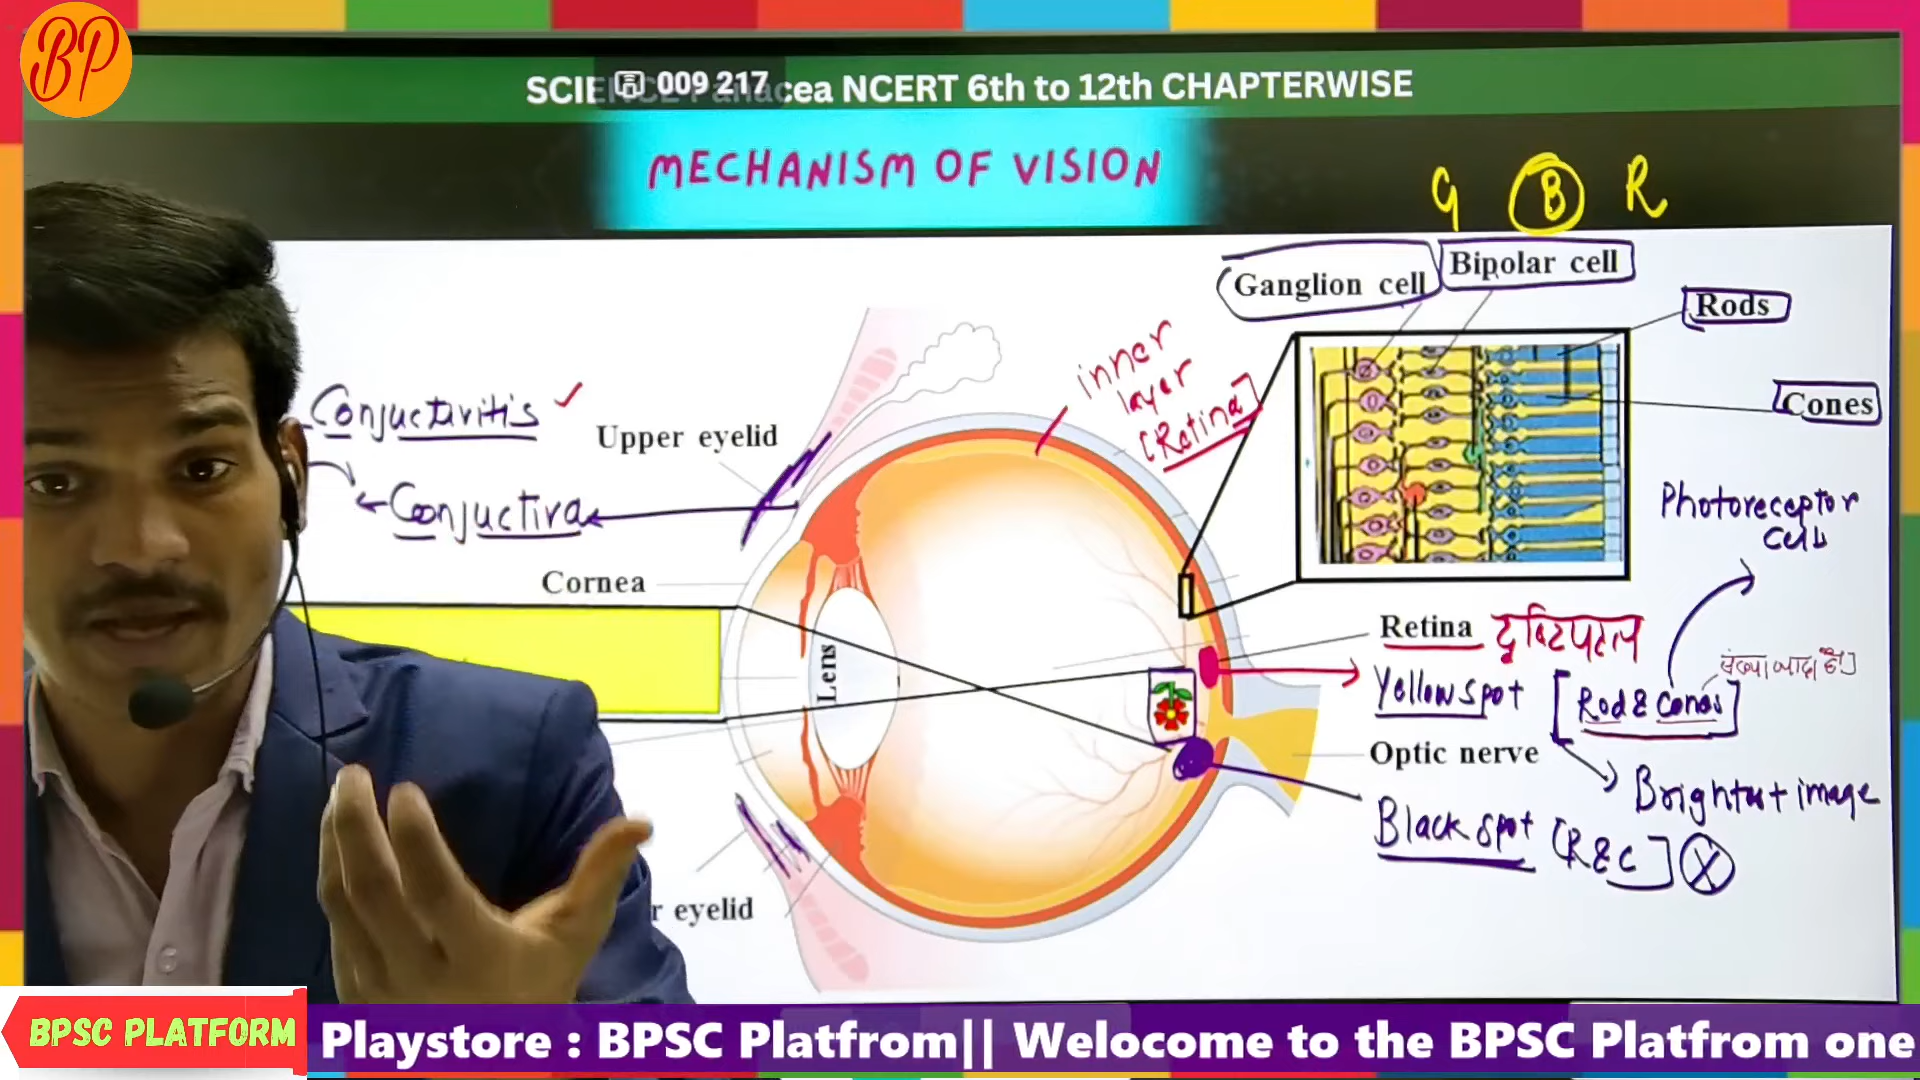 BP
SCIE 009 217 cea NCERT 6th to 12th CHAPTERWISE
MECHANISM OF VISION
G B R
Ganglion cell
Bipolar cell
Rods
Cones
inner
layer
[Retina]
Conjuctivitis
Upper eyelid
Conjuctiva
Cornea
Lens
Photoreceptor
Cell
Retina दृष्टिपटल
Yellow spot [Rod & Cones]
Optic nerve
Brightest image
Black spot [R & C] X
r eyelid
BPSC PLATFORM
Playstore : BPSC Platfrom|| Welocome to the BPSC Platfrom one